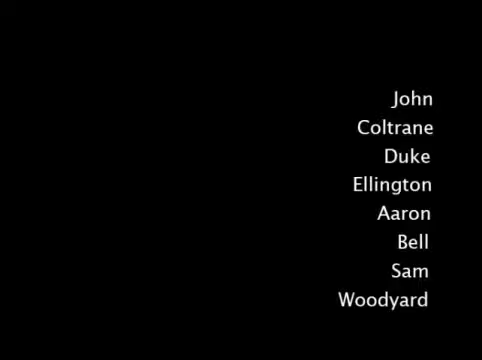 John
Coltrane
Duke
Ellington
Aaron
Bell
Sam
Woodyard